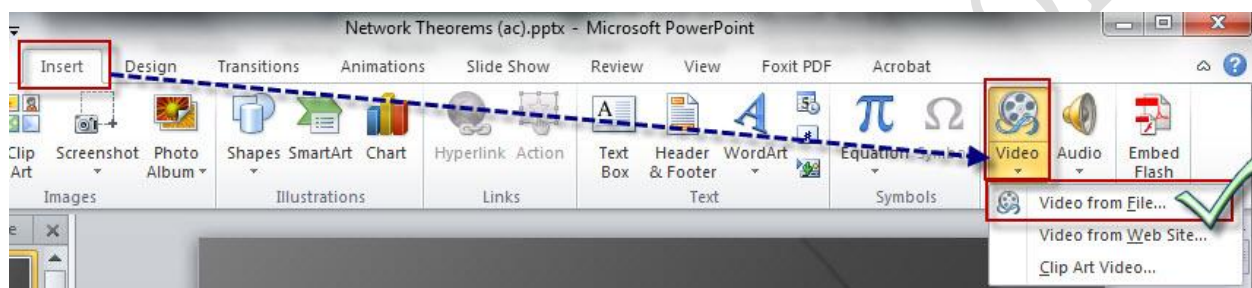 Network Theorems (ac).pptx - Microsoft PowerPoint
Insert Design Transitions Animations Slide Show Review View Foxit PDF Acrobat
Clip Art Screenshot Photo Album Shapes SmartArt Chart Hyperlink Action Text Box Header & Footer WordArt Equation Symbol Video Audio Embed Flash
Images Illustrations Links Text Symbols
Video from File...
Video from Web Site...
Clip Art Video...